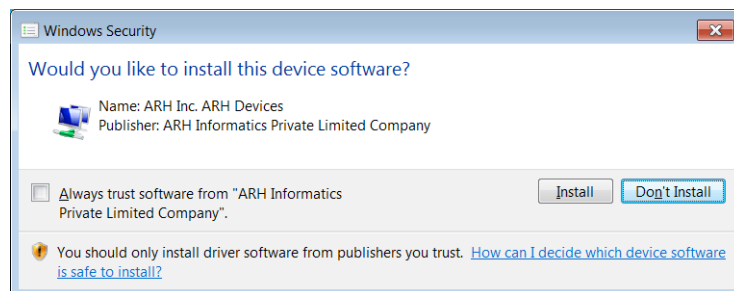 Windows Security
Would you like to install this device software?
Name: ARH Inc. ARH Devices
Publisher: ARH Informatics Private Limited Company
Always trust software from "ARH Informatics
Private Limited Company".
Install
Don't Install
You should only install driver software from publishers you trust. How can I decide which device software
is safe to install?